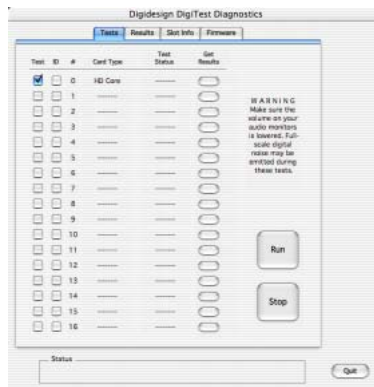 Digidesign DigiTest Diagnostics
Tests Results Slot Info Firmware
Test ID # Card Type Test Status Get Results
0 HD Core -------- --------
1 -------- --------
2 -------- --------
3 -------- --------
4 -------- --------
5 -------- --------
6 -------- --------
7 -------- --------
8 -------- --------
9 -------- --------
10 -------- --------
11 -------- --------
12 -------- --------
13 -------- --------
14 -------- --------
15 -------- --------
16 -------- --------
WARNING
Make sure the
volume on your
audio monitors
is lowered. Full-
scale digital
noise may be
emitted during
these tests.
Run
Stop
Status
Quit